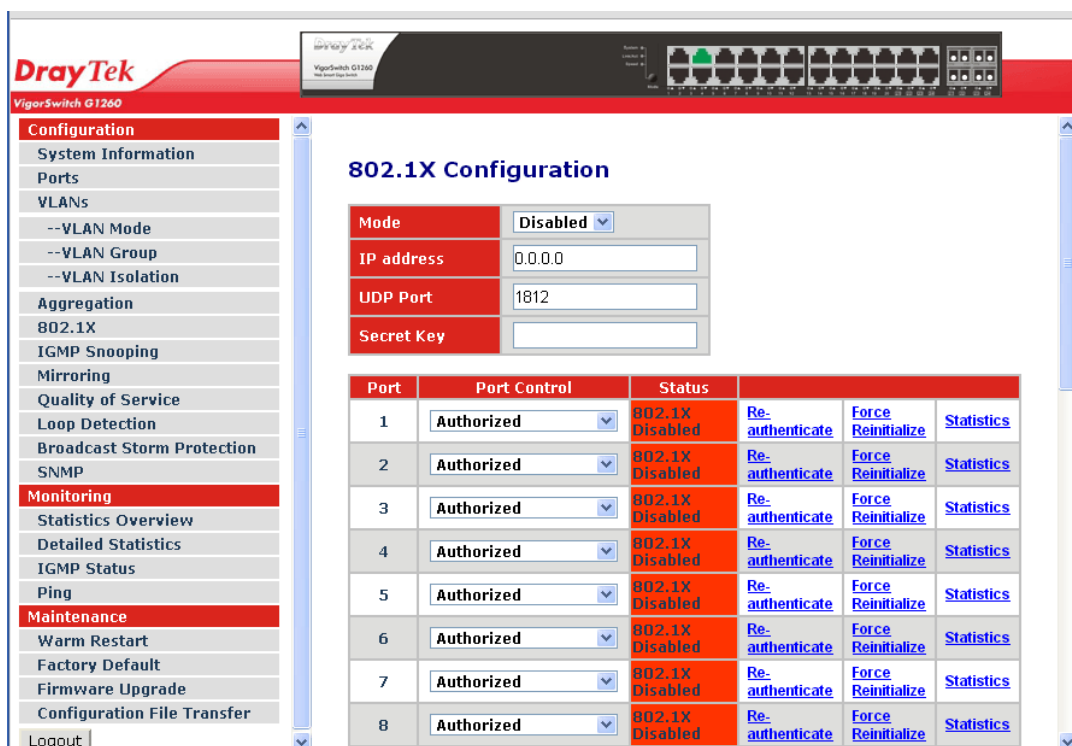 DrayTek
VigorSwitch G1260
DrayTek
VigorSwitch G1260
Configuration
System Information
Ports
VLANs
--VLAN Mode
--VLAN Group
--VLAN Isolation
Aggregation
802.1X
IGMP Snooping
Mirroring
Quality of Service
Loop Detection
Broadcast Storm Protection
SNMP
Monitoring
Statistics Overview
Detailed Statistics
IGMP Status
Ping
Maintenance
Warm Restart
Factory Default
Firmware Upgrade
Configuration File Transfer
Logout
802.1X Configuration
Mode Disabled
IP address 0.0.0.0
UDP Port 1812
Secret Key
Port Port Control Status
1 Authorized 802.1X Disabled Re-authenticate Force Reinitialize Statistics
2 Authorized 802.1X Disabled Re-authenticate Force Reinitialize Statistics
3 Authorized 802.1X Disabled Re-authenticate Force Reinitialize Statistics
4 Authorized 802.1X Disabled Re-authenticate Force Reinitialize Statistics
5 Authorized 802.1X Disabled Re-authenticate Force Reinitialize Statistics
6 Authorized 802.1X Disabled Re-authenticate Force Reinitialize Statistics
7 Authorized 802.1X Disabled Re-authenticate Force Reinitialize Statistics
8 Authorized 802.1X Disabled Re-authenticate Force Reinitialize Statistics